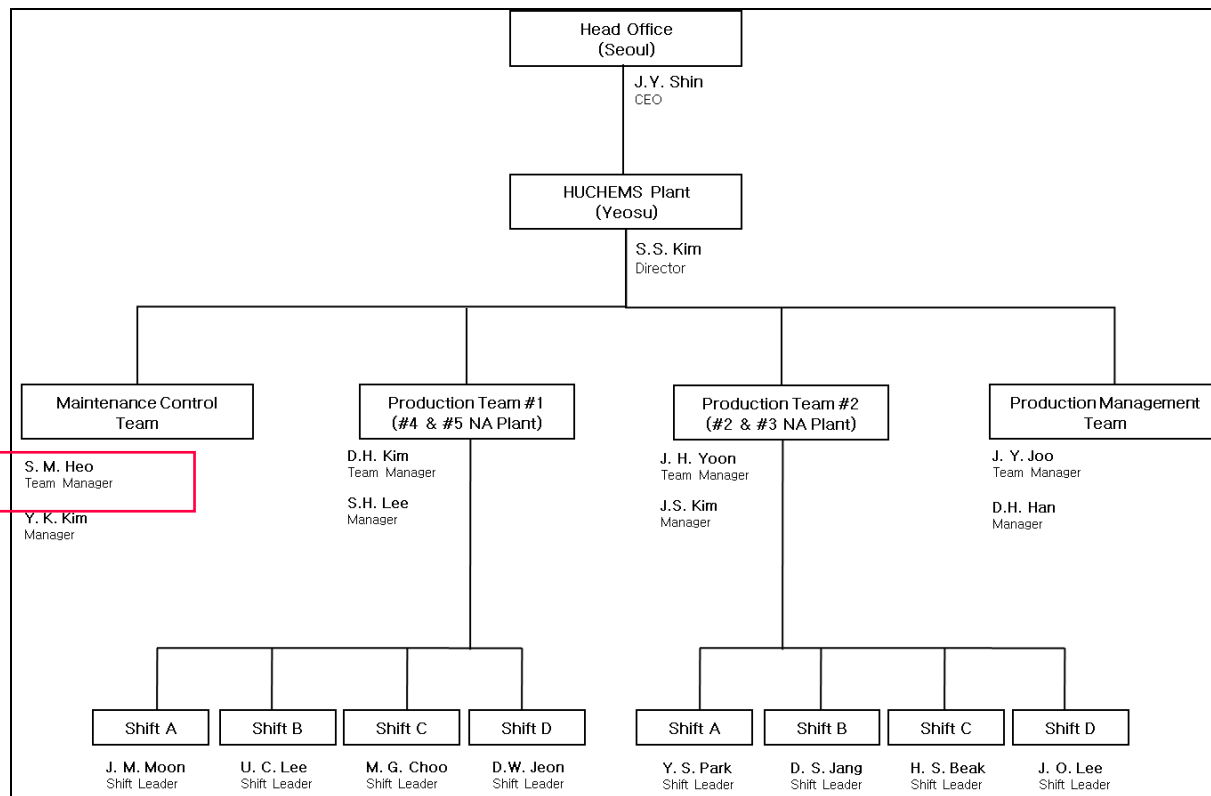 Head Office
(Seoul)
J.Y. Shin
CEO
HUCHEMS Plant
(Yeosu)
S.S. Kim
Director
Maintenance Control
Team
S. M. Heo
Team Manager
Y. K. Kim
Manager
Production Team #1
(#4 & #5 NA Plant)
D.H. Kim
Team Manager
S.H. Lee
Manager
Production Team #2
(#2 & #3 NA Plant)
J. H. Yoon
Team Manager
J.S. Kim
Manager
Production Management
Team
J. Y. Joo
Team Manager
D.H. Han
Manager
Shift A
J. M. Moon
Shift Leader
Shift B
U. C. Lee
Shift Leader
Shift C
M. G. Choo
Shift Leader
Shift D
D.W. Jeon
Shift Leader
Shift A
Y. S. Park
Shift Leader
Shift B
D. S. Jang
Shift Leader
Shift C
H. S. Beak
Shift Leader
Shift D
J. O. Lee
Shift Leader